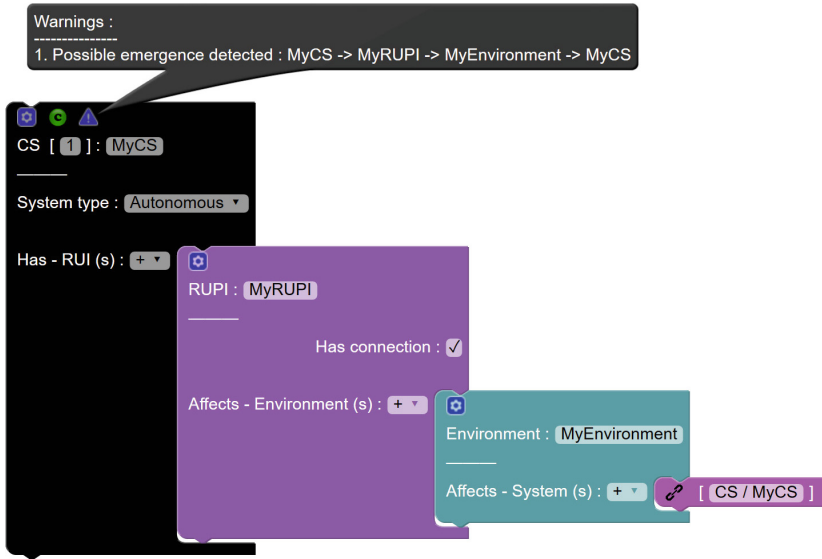 Warnings :
---------------
1. Possible emergence detected : MyCS -> MyRUPI -> MyEnvironment -> MyCS
C
CS [ 1 ] : MyCS
System type : Autonomous ▼
Has - RUI (s) : + ▼
RUPI : MyRUPI
Has connection : ✓
Affects - Environment (s) : + ▼
Environment : MyEnvironment
Affects - System (s) : + ▼ [ CS / MyCS ]